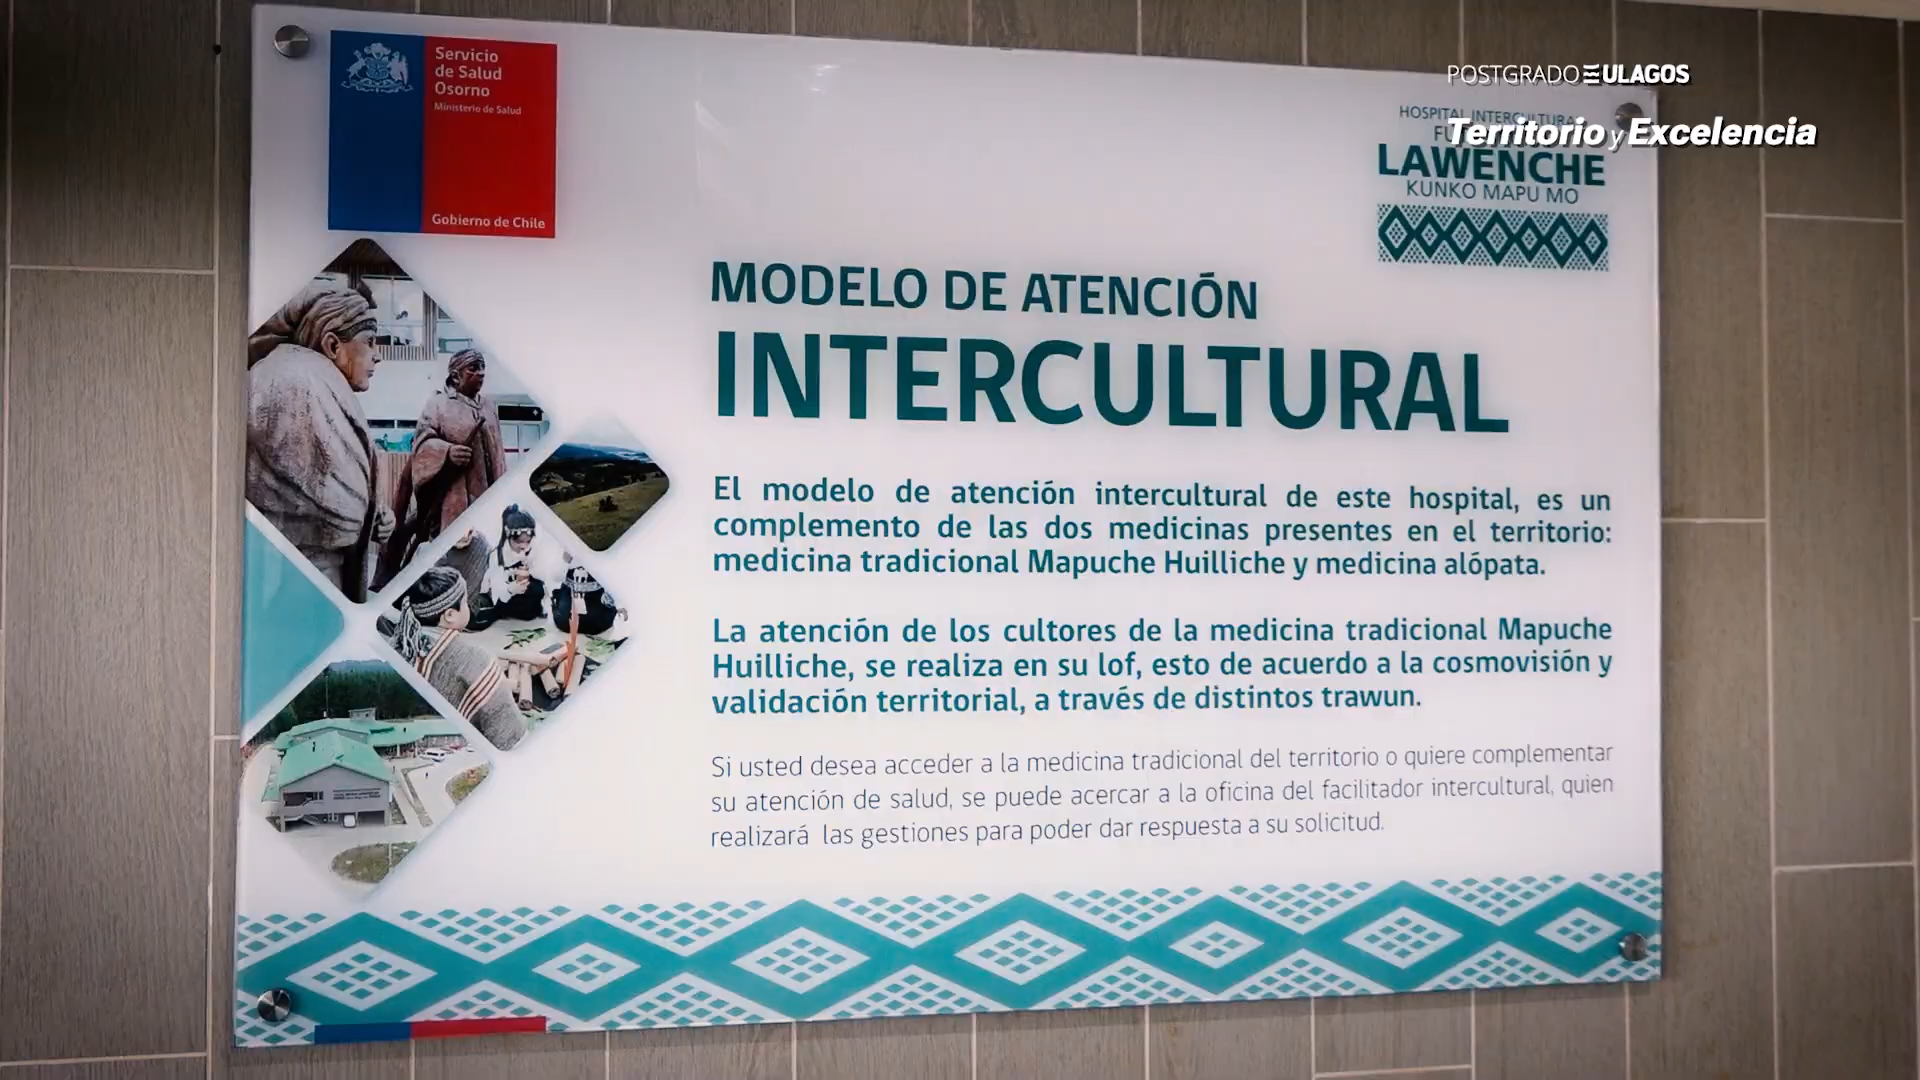 Servicio
de Salud
Osorno
Ministerio de Salud
Gobierno de Chile
POSTGRADO ULAGOS
Territorio y Excelencia
HOSPITAL INTERCULTURAL
LAWENCHE
KUNKO MAPU MO
MODELO DE ATENCIÓN
INTERCULTURAL
El modelo de atención intercultural de este hospital, es un
complemento de las dos medicinas presentes en el territorio:
medicina tradicional Mapuche Huilliche y medicina alópata.
La atención de los cultores de la medicina tradicional Mapuche
Huilliche, se realiza en su lof, esto de acuerdo a la cosmovisión y
validación territorial, a través de distintos trawun.
Si usted desea acceder a la medicina tradicional del territorio o quiere complementar
su atención de salud, se puede acercar a la oficina del facilitador intercultural, quien
realizará las gestiones para poder dar respuesta a su solicitud.